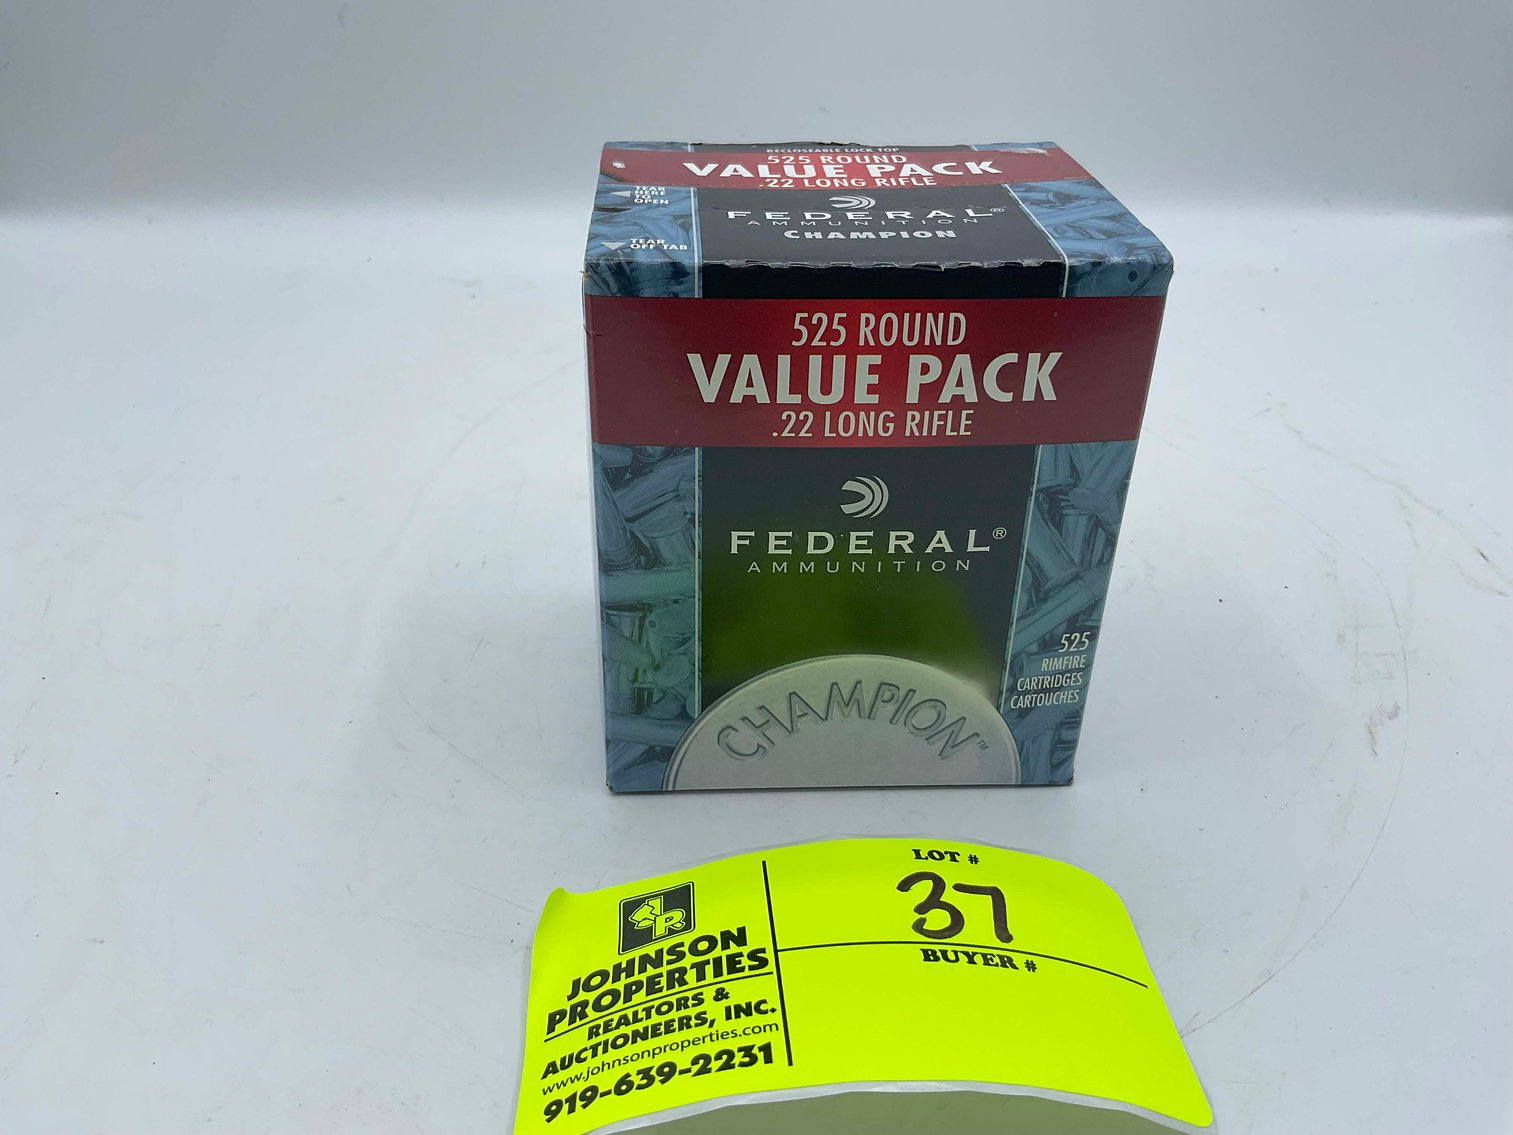 RECLOSEABLE LOCK TOP
525 ROUND
VALUE PACK
.22 LONG RIFLE
TEAR
HERE
TO
OPEN
TEAR
OFF TAB
FEDERAL®
AMMUNITION
CHAMPION
525 ROUND
VALUE PACK
.22 LONG RIFLE
FEDERAL®
AMMUNITION
525
RIMFIRE
CARTRIDGES
CARTOUCHES
CHAMPION™
JR
JOHNSON
PROPERTIES
REALTORS &
AUCTIONEERS, INC.
www.johnsonproperties.com
919-639-2231
LOT #
37
BUYER #